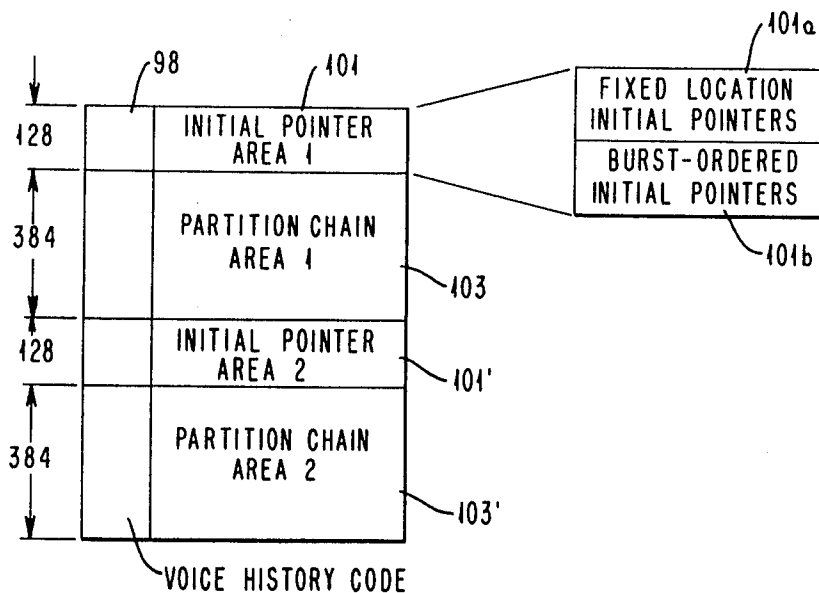 98
101
101a
128
INITIAL POINTER
AREA 1
FIXED LOCATION
INITIAL POINTERS
BURST-ORDERED
INITIAL POINTERS
101b
384
PARTITION CHAIN
AREA 1
103
128
INITIAL POINTER
AREA 2
101'
384
PARTITION CHAIN
AREA 2
103'
VOICE HISTORY CODE